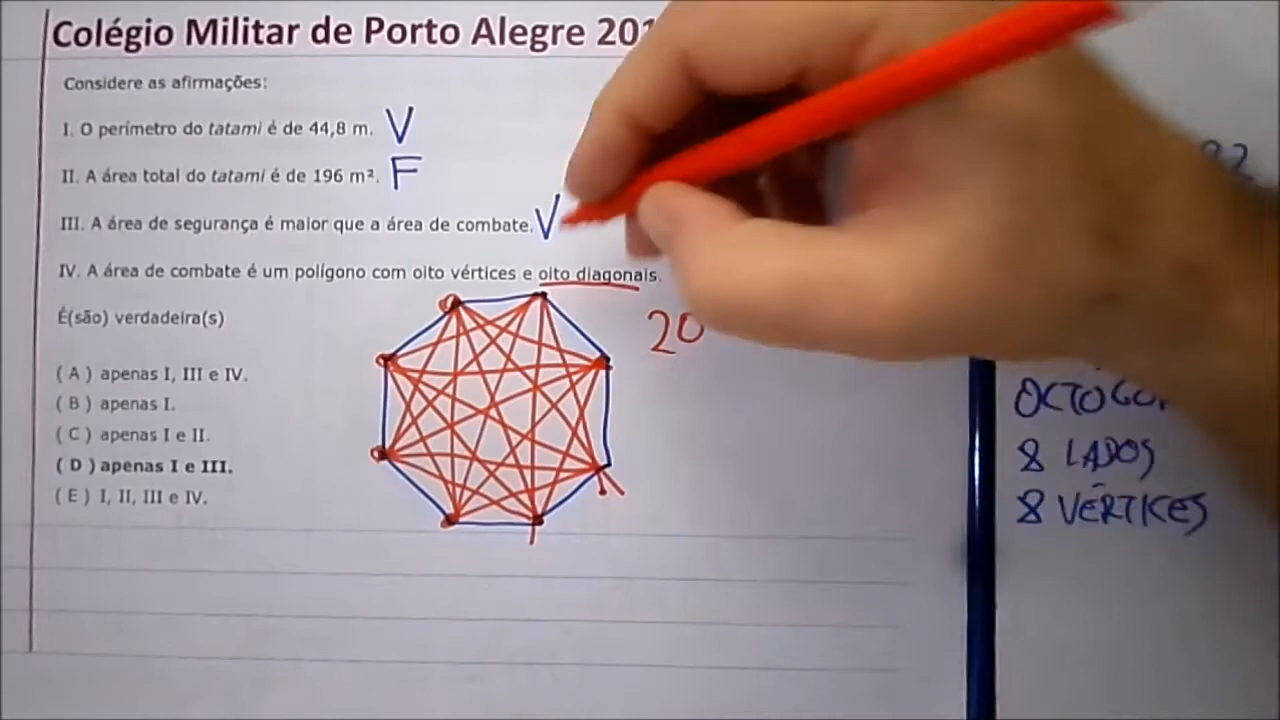 Colégio Militar de Porto Alegre 201
Considere as afirmações:
I. O perímetro do tatami é de 44,8 m. V
II. A área total do tatami é de 196 m². F
III. A área de segurança é maior que a área de combate. V
IV. A área de combate é um polígono com oito vértices e oito diagonais.
20
É(são) verdadeira(s)
( A ) apenas I, III e IV.
( B ) apenas I.
( C ) apenas I e II.
( D ) apenas I e III.
( E ) I, II, III e IV.
8 LADOS
8 VÉRTICES